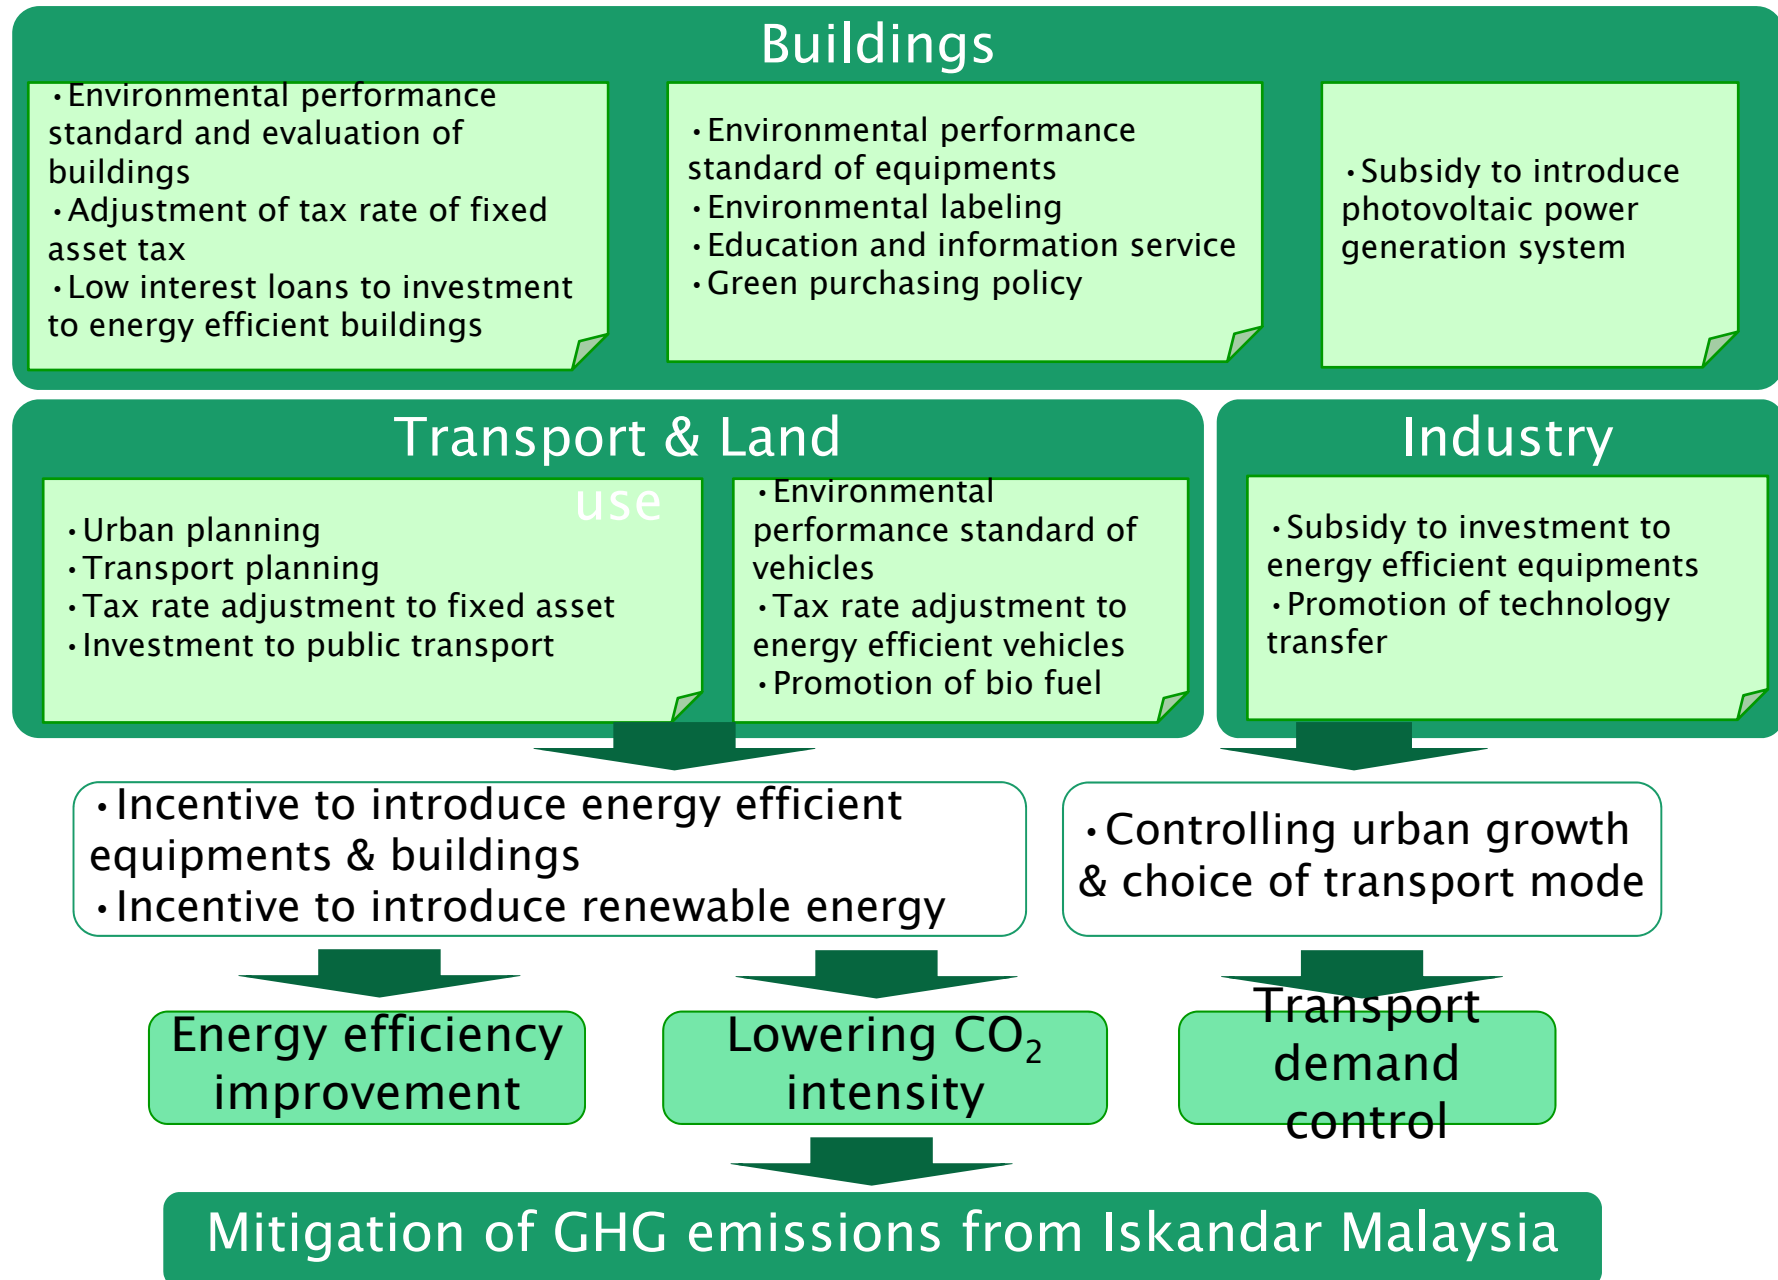 Buildings
・Environmental performance
standard and evaluation of
buildings
・Adjustment of tax rate of fixed
asset tax
・Low interest loans to investment
to energy efficient buildings
・Environmental performance
standard of equipments
・Environmental labeling
・Education and information service
・Green purchasing policy
・Subsidy to introduce
photovoltaic power
generation system
Transport & Land
use
・Urban planning
・Transport planning
・Tax rate adjustment to fixed asset
・Investment to public transport
・Environmental
performance standard of
vehicles
・Tax rate adjustment to
energy efficient vehicles
・Promotion of bio fuel
Industry
・Subsidy to investment to
energy efficient equipments
・Promotion of technology
transfer
・Incentive to introduce energy efficient
equipments & buildings
・Incentive to introduce renewable energy
・Controlling urban growth
& choice of transport mode
Energy efficiency
improvement
Lowering CO₂
intensity
Transport
demand
control
Mitigation of GHG emissions from Iskandar Malaysia